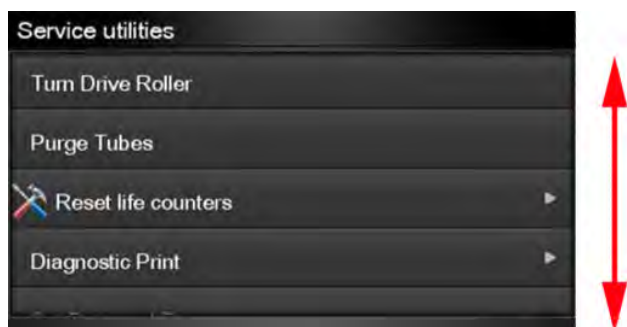 Service utilities
Turn Drive Roller
Purge Tubes
Reset life counters
Diagnostic Print